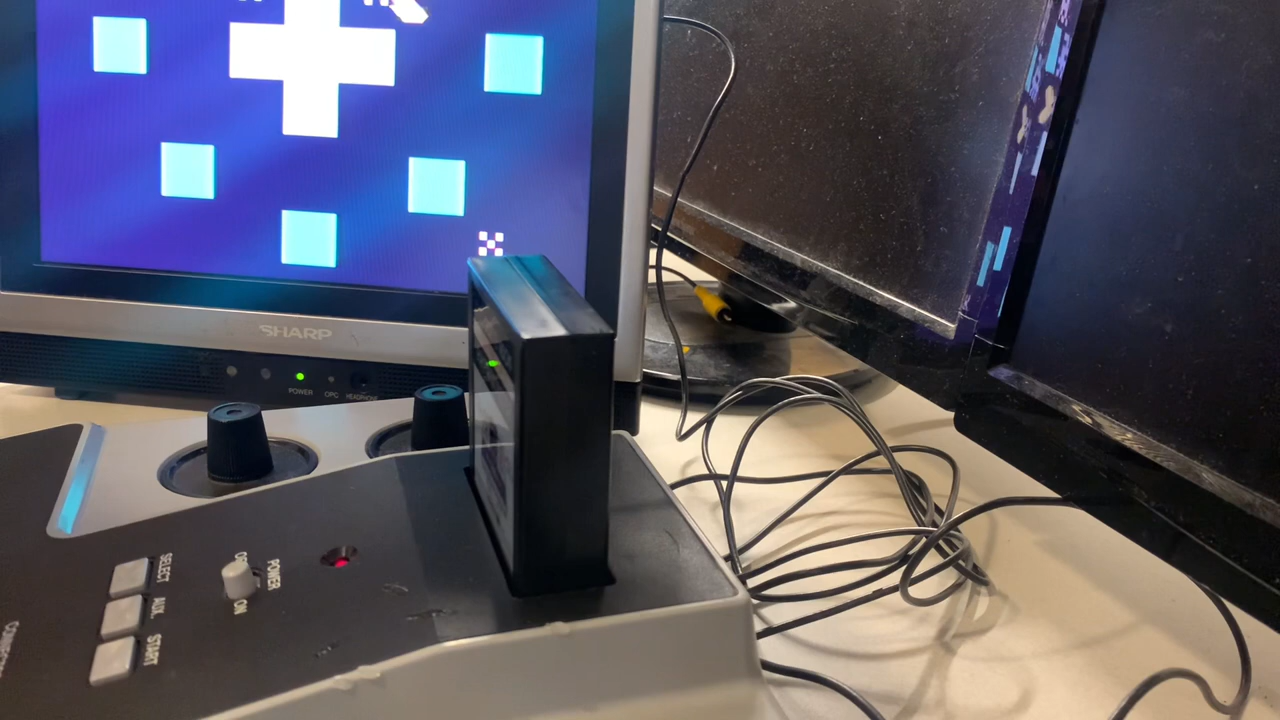 SHARP
POWER
OPC
HEADPHONE
SELECT
AUX.
START
POWER
ON